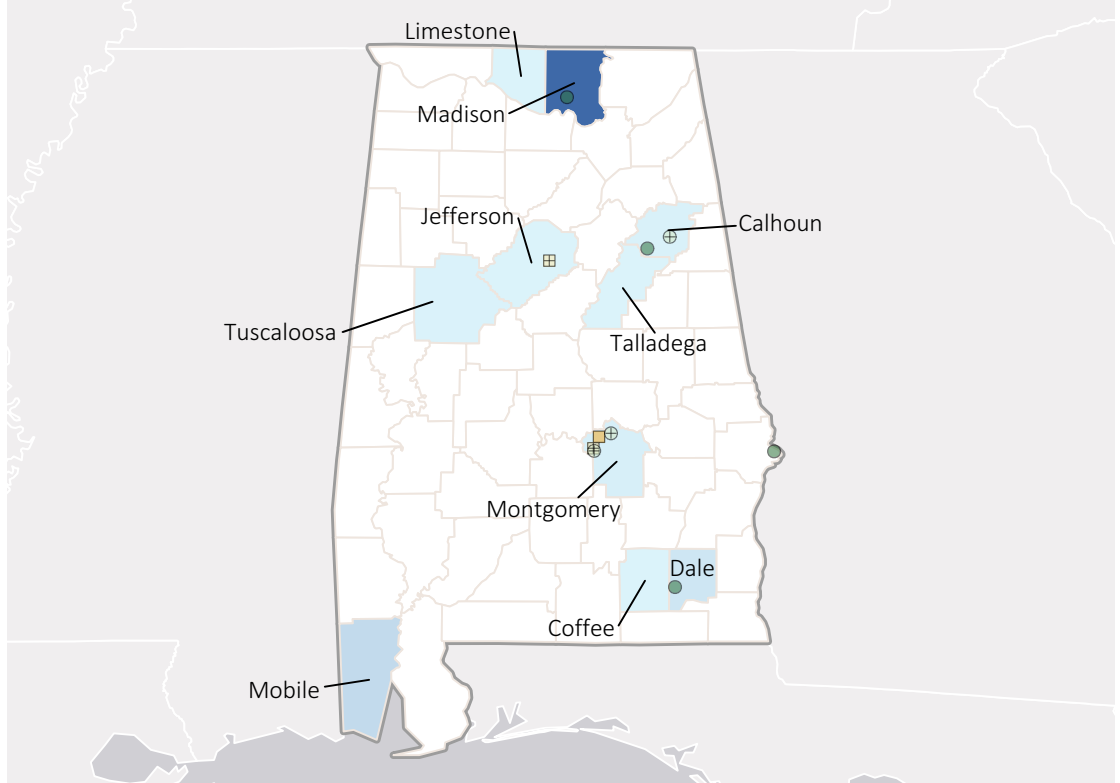 Limestone
Madison
Jefferson
Calhoun
Tuscaloosa
Talladega
Montgomery
Dale
Coffee
Mobile